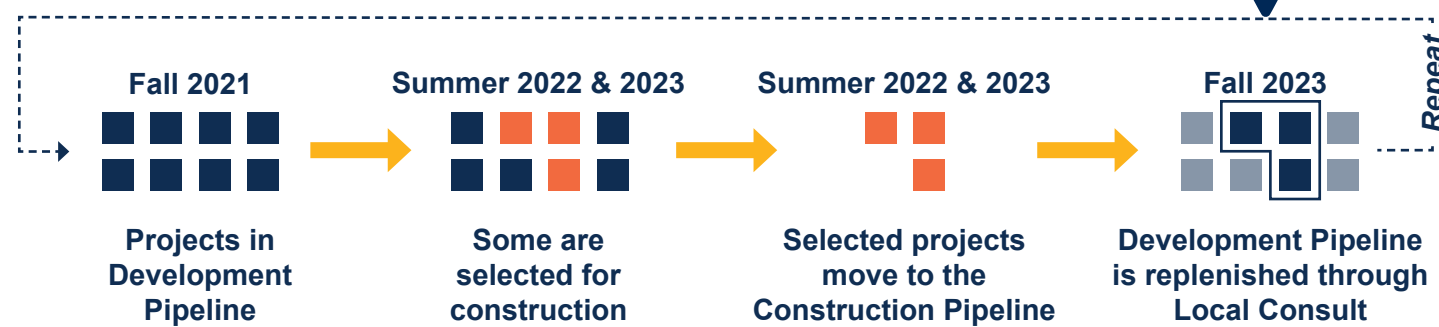 Fall 2021
Projects in
Development
Pipeline
Summer 2022 & 2023
Some are
selected for
construction
Summer 2022 & 2023
Selected projects
move to the
Construction Pipeline
Fall 2023
Development Pipeline
is replenished through
Local Consult
Repeat